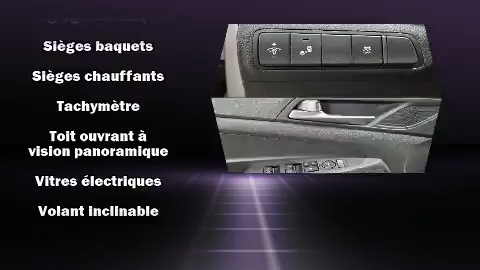 Sièges baquets
Sièges chauffants
Tachymètre
Toit ouvrant à
vision panoramique
Vitres électriques
Volant inclinable